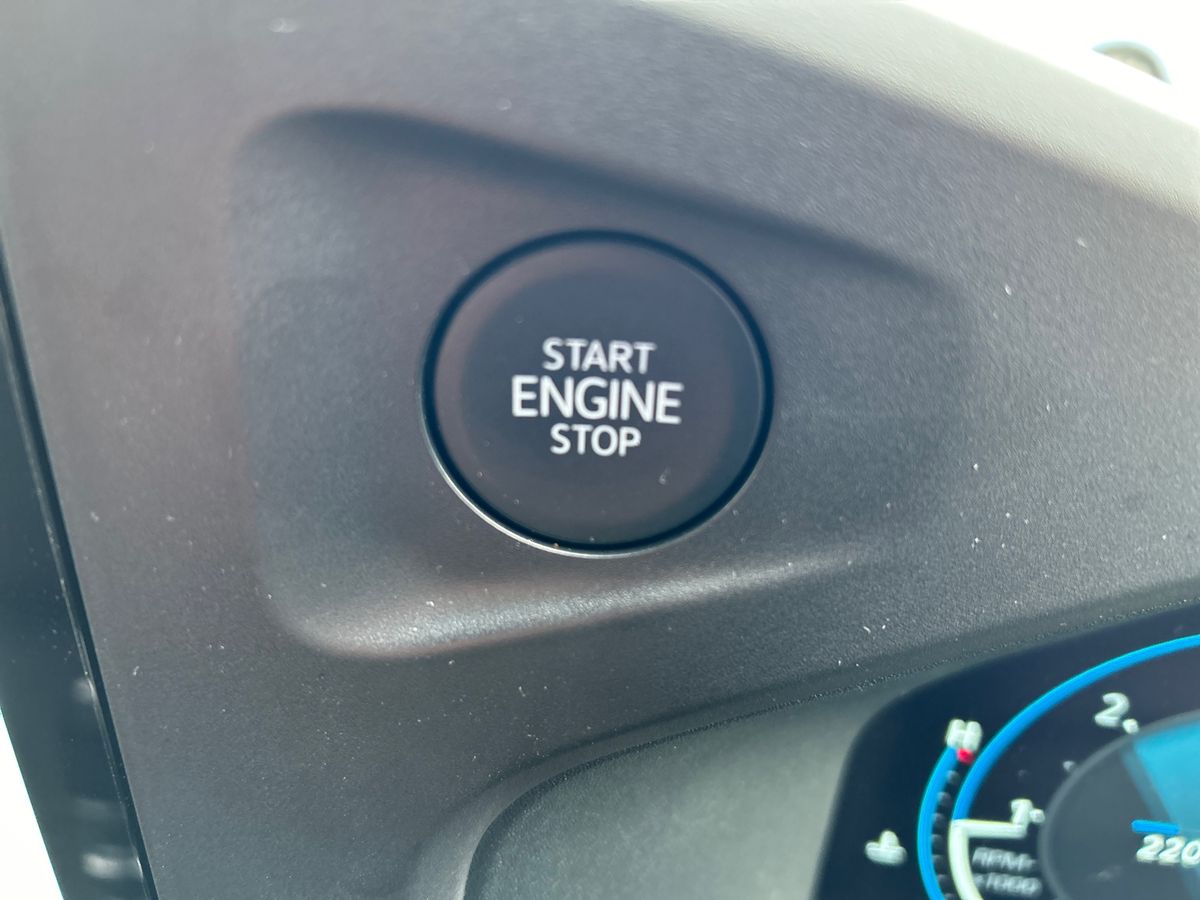 START
ENGINE
STOP
H
2
1
RPM
x1000
220